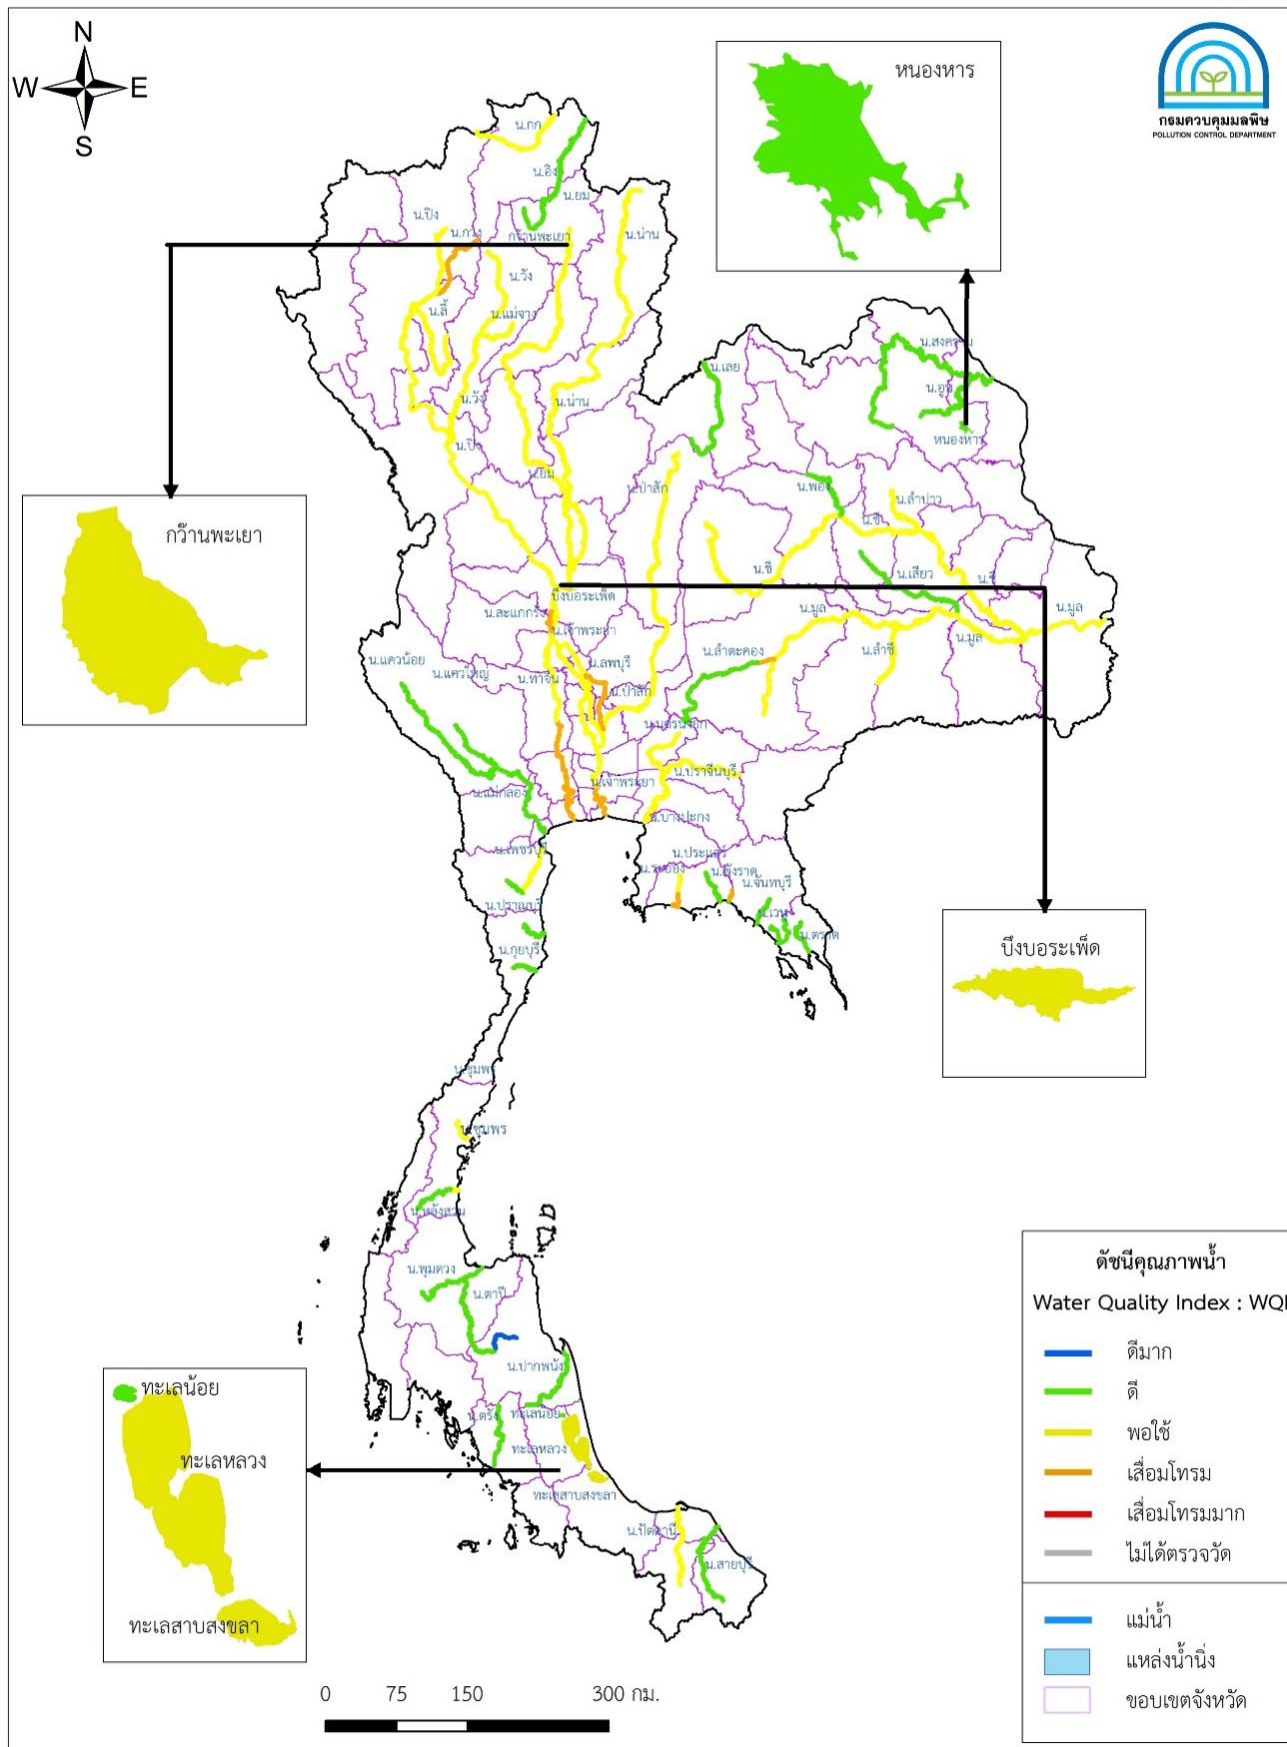 N
W E
S
หนองหาร
กรมควบคุมมลพิษ
POLLUTION CONTROL DEPARTMENT
น.กก
น.อิง
น.ยม
น.ปิง
น.กวง
กว๊านพะเยา
น.น่าน
น.วัง
น.ลี้
น.แม่จาง
น.สงคราม
น.เลย
น.อูน
น.วัง
น.น่าน
หนองหาร
น.ปิง
น.ยม
น.ป่าสัก
น.พอง
น.ลำปาว
น.ชี
กว๊านพะเยา
น.ชี
น.เสียว
น.ชี
บึงบอระเพ็ด
น.สะแกกรัง
น.เจ้าพระยา
น.มูล
น.มูล
น.มูล
น.ลำตะคอง
น.ลำชี
น.แควน้อย
น.แควใหญ่
น.ท่าจีน
น.ลพบุรี
น.ป่าสัก
น.นครนายก
น.ปราจีนบุรี
น.แม่กลอง
น.เจ้าพระยา
น.บางปะกง
น.เพชรบุรี
น.ประแสร์
น.ระยอง
น.พังราด
น.จันทบุรี
น.ปราณบุรี
น.เวฬุ
น.ตราด
น.กุยบุรี
บึงบอระเพ็ด
น.ชุมพร
น.ชุมพร
น.หลังสวน
น.พุมดวง
น.ตาปี
น.ปากพนัง
น.ตรัง
ทะเลน้อย
ทะเลหลวง
ทะเลสาบสงขลา
น.ปัตตานี
น.สายบุรี
ทะเลน้อย
ทะเลหลวง
ทะเลสาบสงขลา
ดัชนีคุณภาพน้ำ
Water Quality Index : WQI
ดีมาก
ดี
พอใช้
เสื่อมโทรม
เสื่อมโทรมมาก
ไม่ได้ตรวจวัด
แม่น้ำ
แหล่งน้ำนิ่ง
ขอบเขตจังหวัด
0 75 150 300 กม.